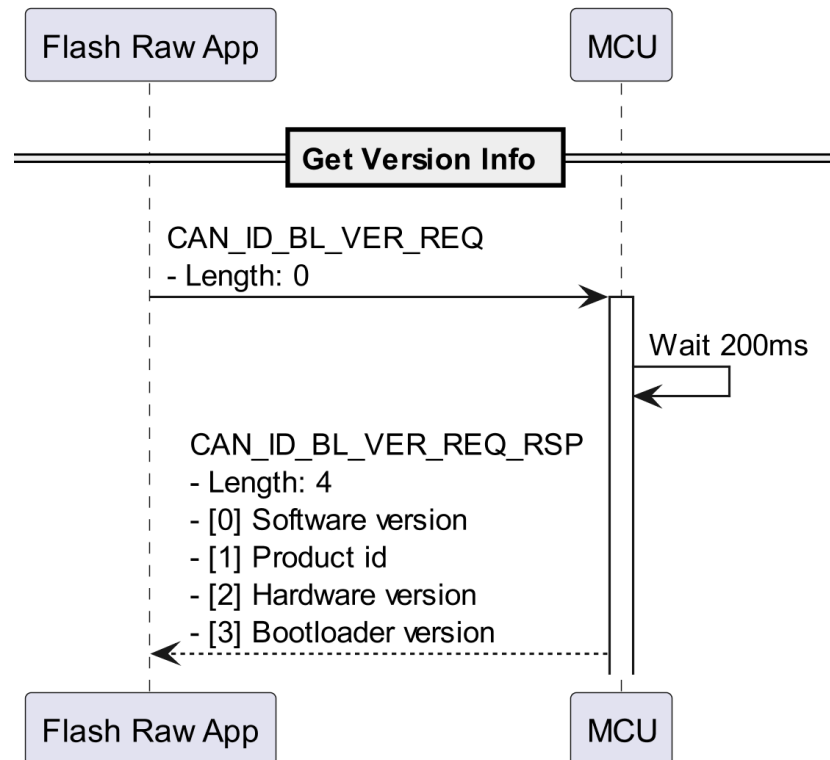 Flash Raw App
MCU
Get Version Info
CAN_ID_BL_VER_REQ
- Length: 0
Wait 200ms
CAN_ID_BL_VER_REQ_RSP
- Length: 4
- [0] Software version
- [1] Product id
- [2] Hardware version
- [3] Bootloader version
Flash Raw App
MCU